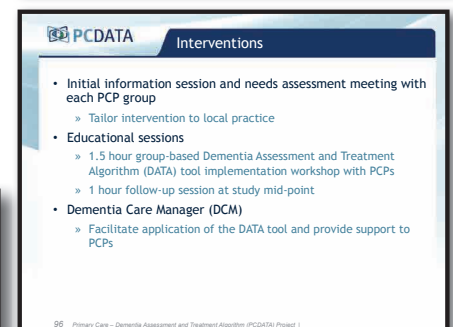 PCDATA
Interventions
• Initial information session and needs assessment meeting with
each PCP group
» Tailor intervention to local practice
• Educational sessions
» 1.5 hour group-based Dementia Assessment and Treatment
Algorithm (DATA) tool implementation workshop with PCPs
» 1 hour follow-up session at study mid-point
• Dementia Care Manager (DCM)
» Facilitate application of the DATA tool and provide support to
PCPs
96 Primary Care – Dementia Assessment and Treatment Algorithm (PCDATA) Project |